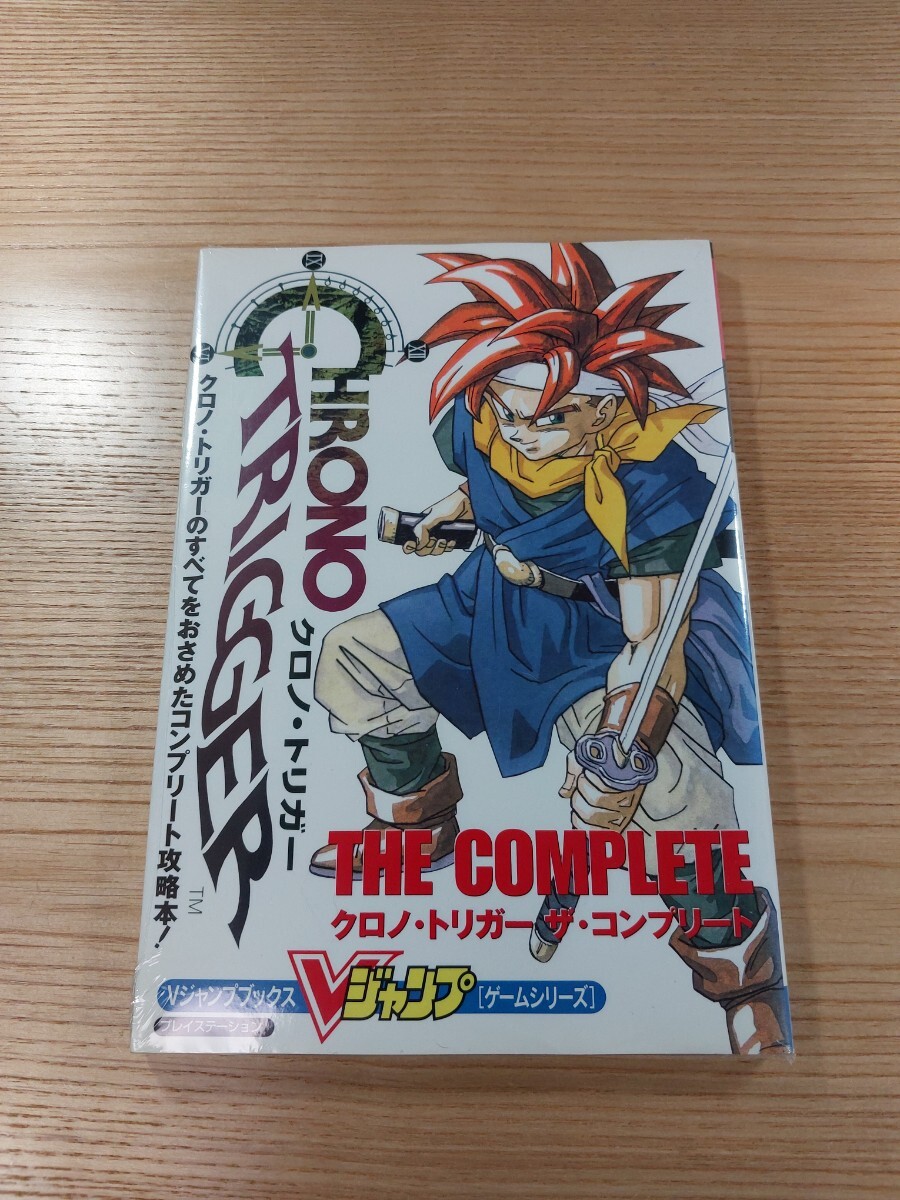 CHRONO
TRIGGER
TM
クロノ・トリガー
クロノ・トリガーのすべてをおさめたコンプリート攻略本!
THE COMPLETE
クロノ・トリガー ザ・コンプリート
Vジャンプブックス
Vジャンプ
[ゲームシリーズ]
プレイステーション
IX
XII